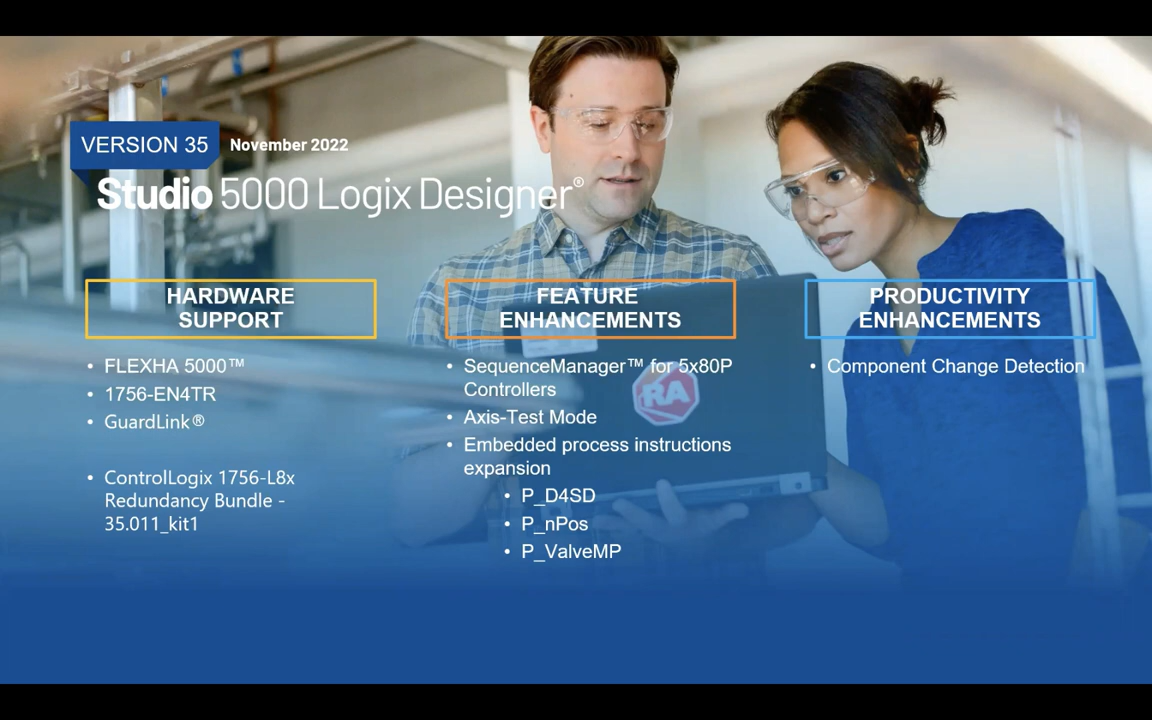 VERSION 35
November 2022
Studio 5000 Logix Designer®
HARDWARE
SUPPORT
• FLEXHA 5000™
• 1756-EN4TR
• GuardLink®
• ControlLogix 1756-L8x
Redundancy Bundle -
35.011_kit1
FEATURE
ENHANCEMENTS
• SequenceManager™ for 5x80P
Controllers
• Axis-Test Mode
• Embedded process instructions
expansion
• P_D4SD
• P_nPos
• P_ValveMP
RA
PRODUCTIVITY
ENHANCEMENTS
• Component Change Detection